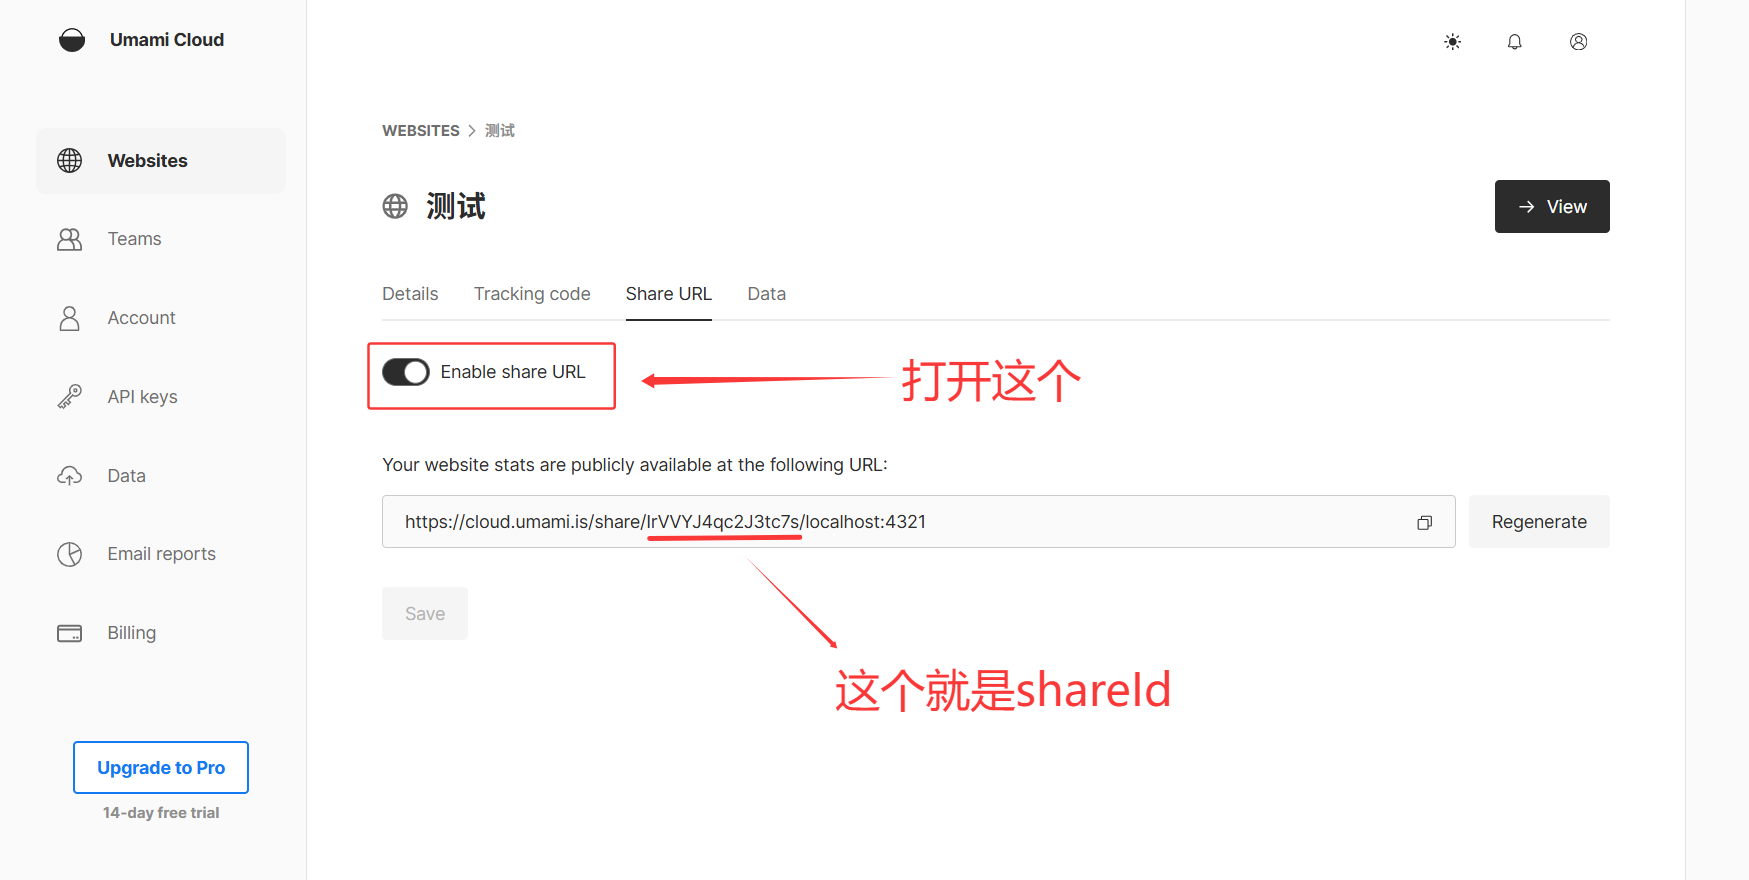 Umami Cloud
Websites
Teams
Account
API keys
Data
Email reports
Billing
Upgrade to Pro
14-day free trial
WEBSITES > 测试
测试
View
Details Tracking code Share URL Data
Enable share URL
打开这个
Your website stats are publicly available at the following URL:
https://cloud.umami.is/share/lrVVYJ4qc2J3tc7s/localhost:4321
Regenerate
Save
这个就是shareId